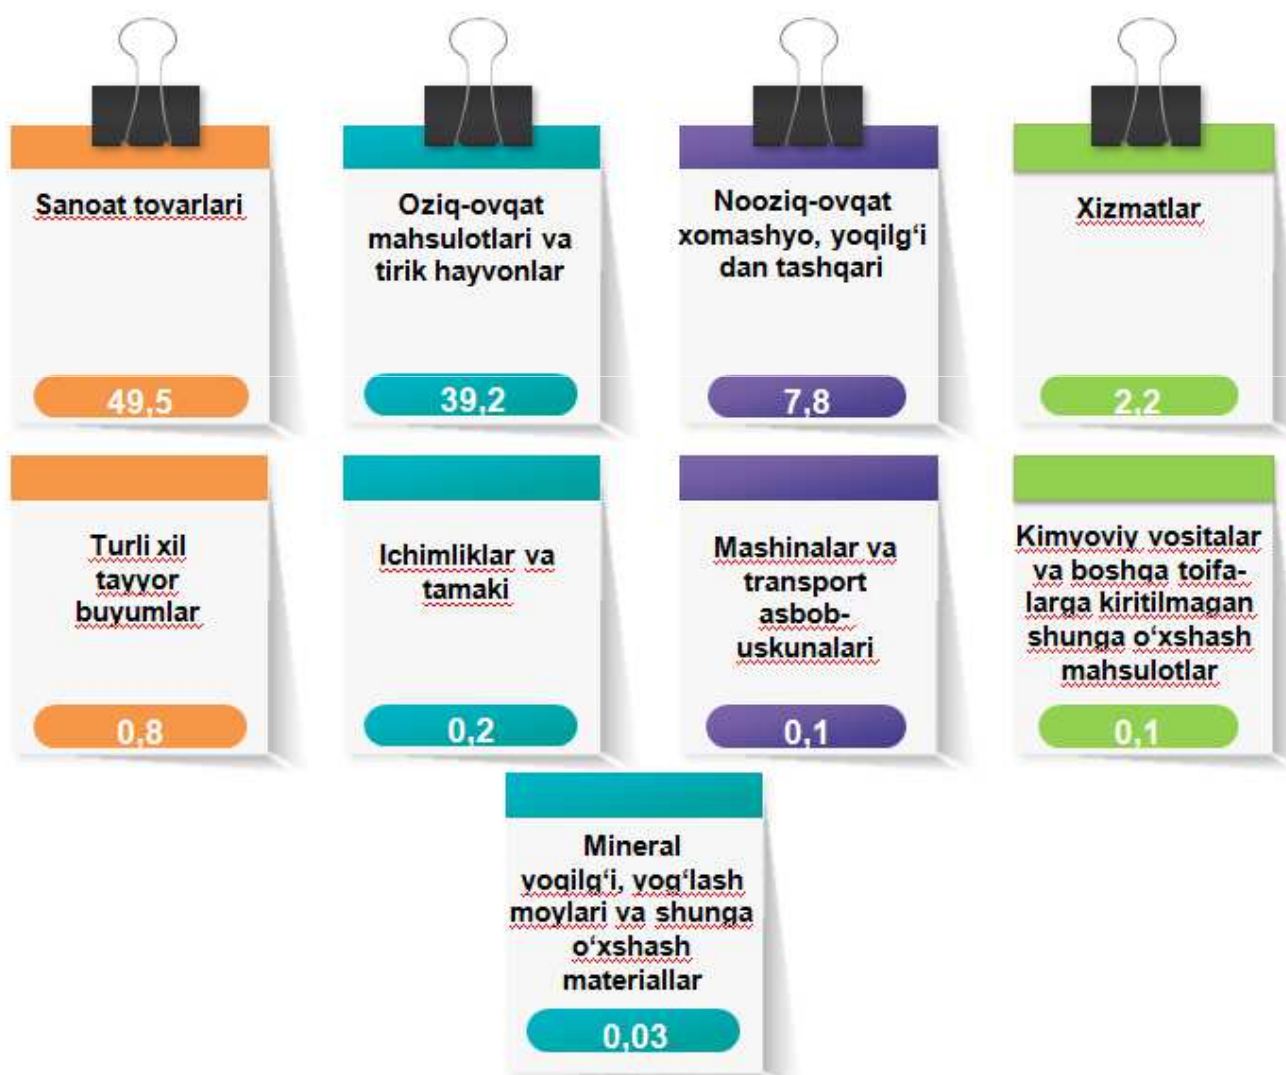 Sanoat tovarlari
49,5
Oziq-ovqat
mahsulotlari va
tirik hayvonlar
39,2
Nooziq-ovqat
xomashyo, yoqilg‘i
dan tashqari
7,8
Xizmatlar
2,2
Turli xil
tayyor
buyumlar
0,8
Ichimliklar va
tamaki
0,2
Mashinalar va
transport
asbob-
uskunalari
0,1
Kimyoviy vositalar
va boshqa toifa-
larga kiritilmagan
shunga o‘xshash
mahsulotlar
0,1
Mineral
yoqilg‘i, yog‘lash
moylari va shunga
o‘xshash
materiallar
0,03